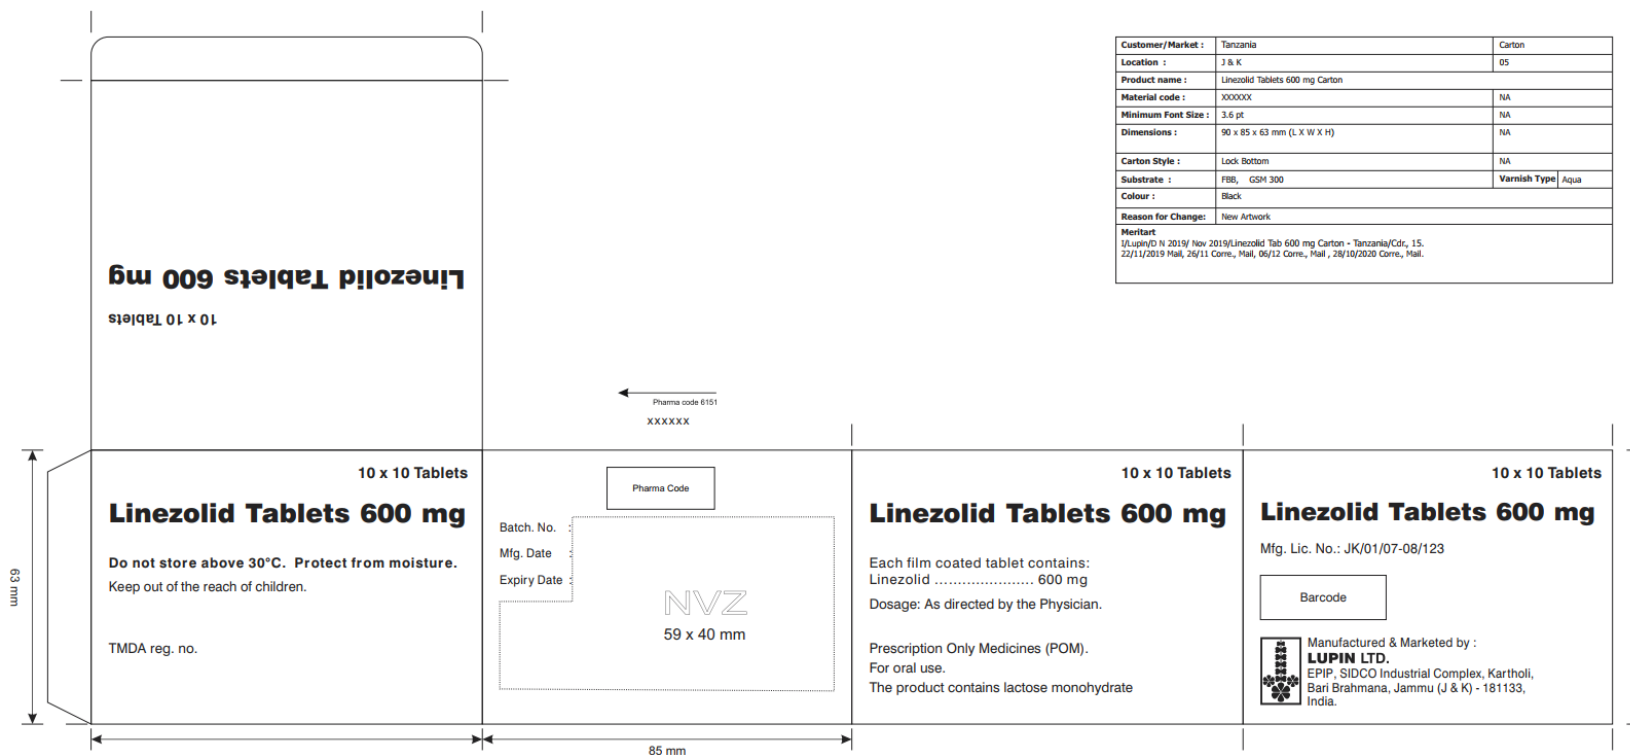 Customer/Market : Tanzania Carton
Location : J & K 05
Product name : Linezolid Tablets 600 mg Carton
Material code : XXXXXX NA
Minimum Font Size : 3.6 pt NA
Dimensions : 90 x 85 x 63 mm (L X W X H) NA
Carton Style : Lock Bottom NA
Substrate : FBB, GSM 300 Varnish Type Aqua
Colour : Black
Reason for Change: New Artwork
Meritart
I/Lupin/D N 2019/ Nov 2019/Linezolid Tab 600 mg Carton - Tanzania/Cdr., 15.
22/11/2019 Mail, 26/11 Corre., Mail, 06/12 Corre., Mail , 28/10/2020 Corre., Mail.
Linezolid Tablets 600 mg
10 x 10 Tablets
Pharma code 6151
XXXXXX
63 mm
10 x 10 Tablets
Linezolid Tablets 600 mg
Do not store above 30°C. Protect from moisture.
Keep out of the reach of children.
TMDA reg. no.
Pharma Code
Batch. No. :
Mfg. Date :
Expiry Date :
NVZ
59 x 40 mm
10 x 10 Tablets
Linezolid Tablets 600 mg
Each film coated tablet contains:
Linezolid ...................... 600 mg
Dosage: As directed by the Physician.
Prescription Only Medicines (POM).
For oral use.
The product contains lactose monohydrate
10 x 10 Tablets
Linezolid Tablets 600 mg
Mfg. Lic. No.: JK/01/07-08/123
Barcode
Manufactured & Marketed by :
LUPIN LTD.
EPIP, SIDCO Industrial Complex, Kartholi,
Bari Brahmana, Jammu (J & K) - 181133,
India.
85 mm